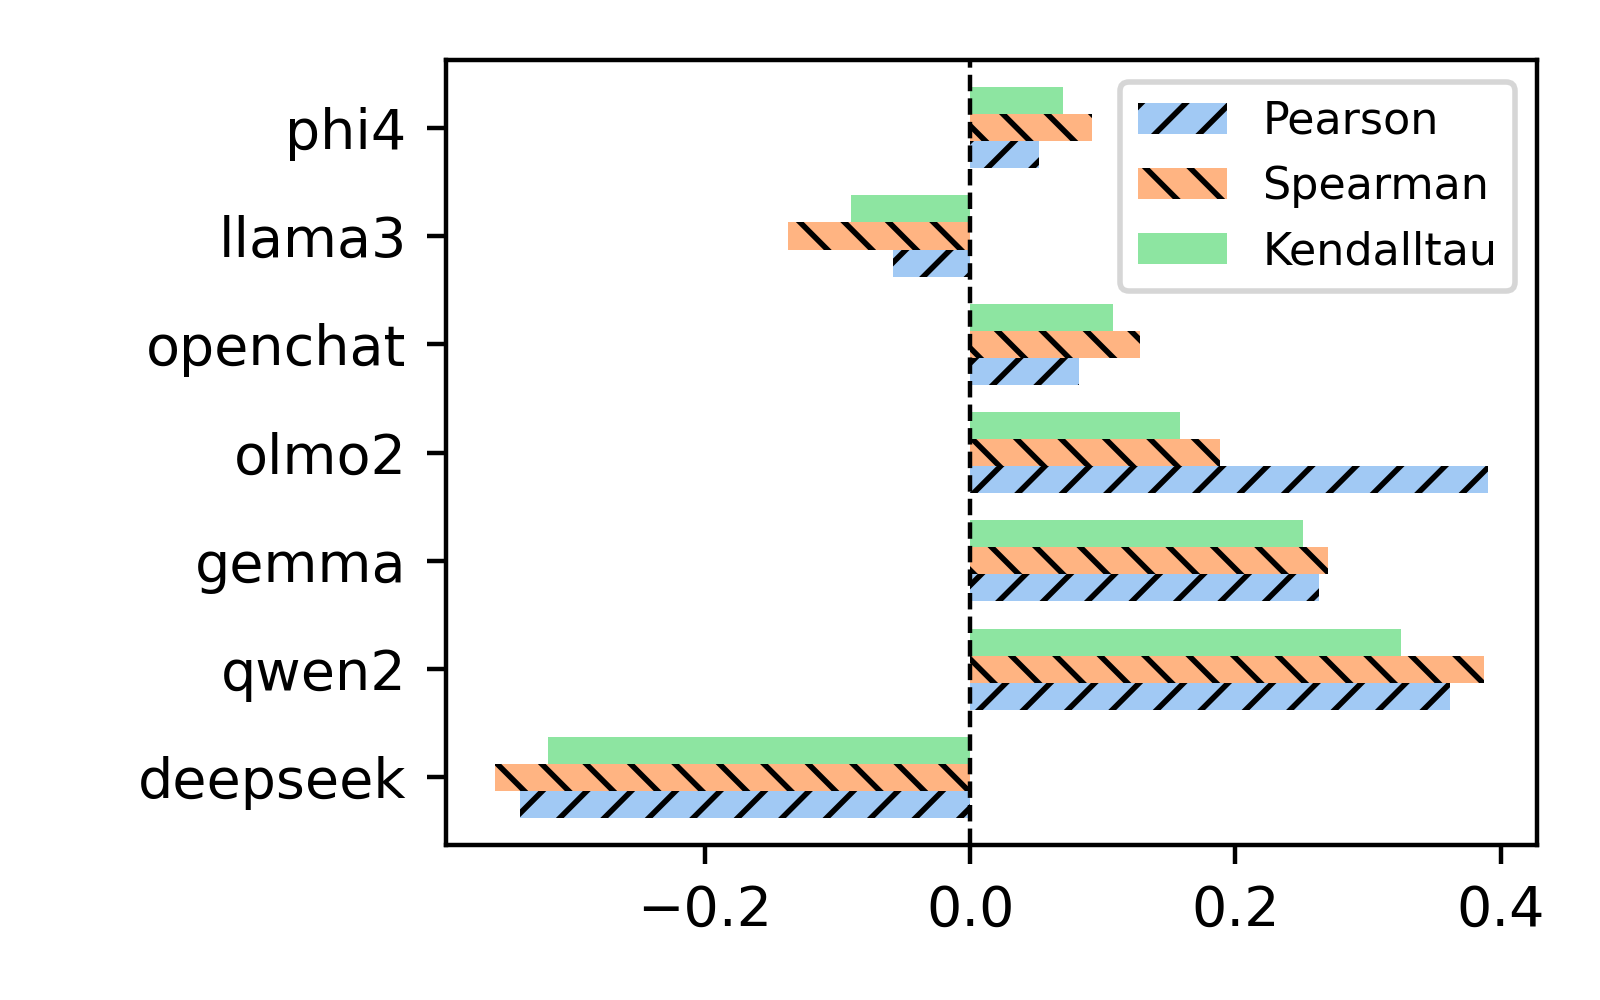 phi4
llama3
openchat
olmo2
gemma
qwen2
deepseek
Pearson
Spearman
Kendalltau
−0.2 0.0 0.2 0.4